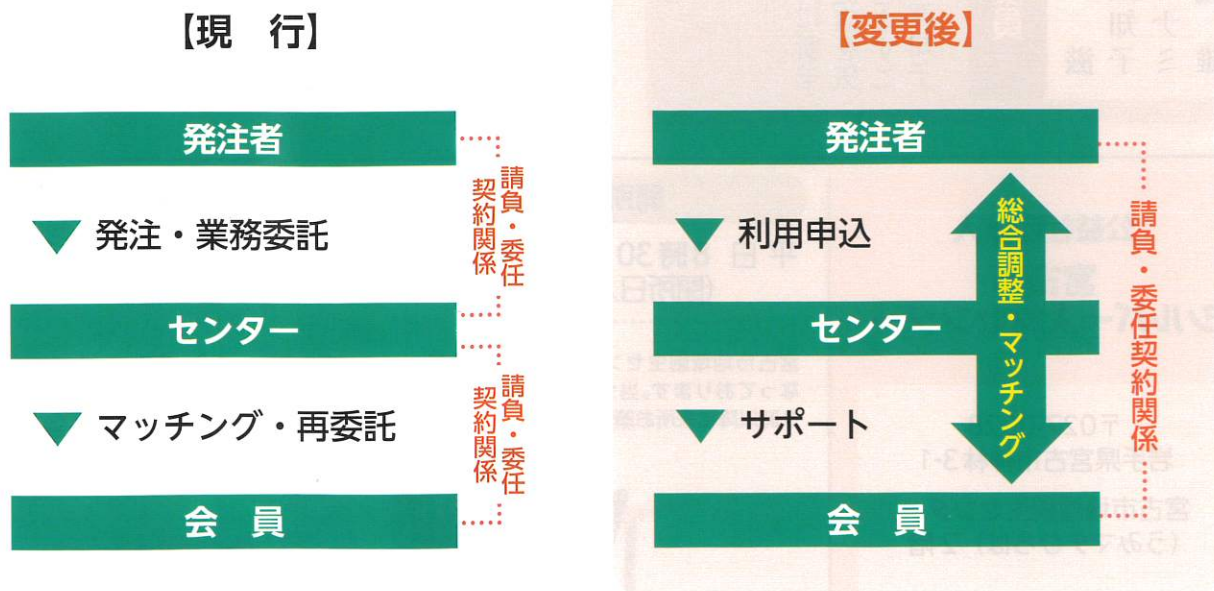 【現　行】
発注者
発注・業務委託
請負・委任
契約関係
センター
マッチング・再委託
請負・委任
契約関係
会　員
【変更後】
発注者
利用申込
総合調整・マッチング
請負・委任契約関係
センター
サポート
会　員